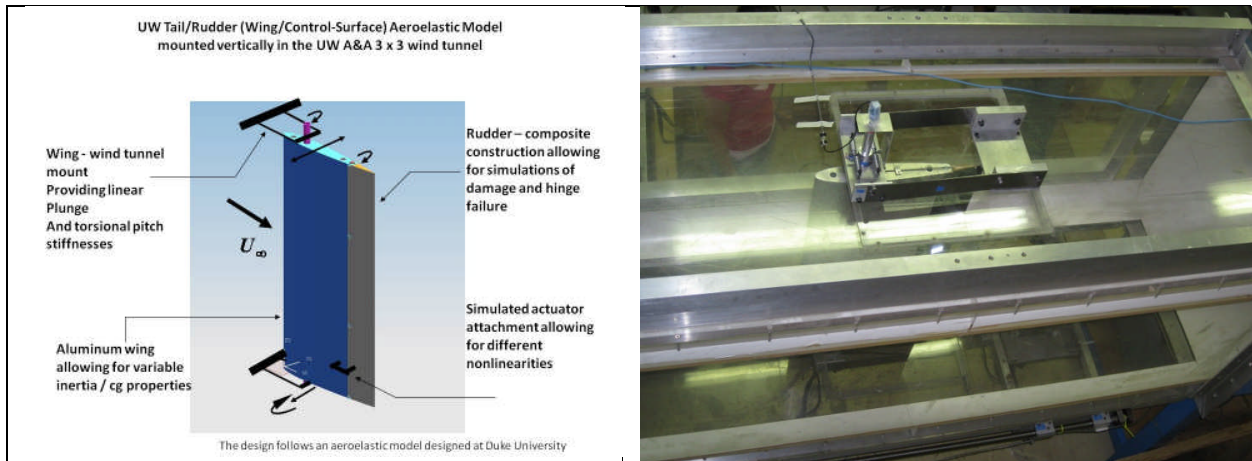 UW Tail/Rudder (Wing/Control-Surface) Aeroelastic Model
mounted vertically in the UW A&A 3 x 3 wind tunnel
Wing - wind tunnel
mount
Providing linear
Plunge
And torsional pitch
stiffnesses
U∞
Aluminum wing
allowing for variable
inertia / cg properties
Rudder – composite
construction allowing
for simulations of
damage and hinge
failure
Simulated actuator
attachment allowing
for different
nonlinearities
The design follows an aeroelastic model designed at Duke University